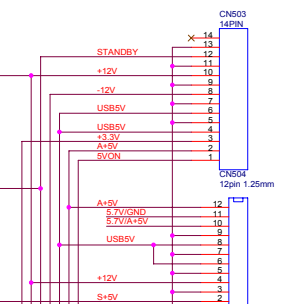 CN503
14PIN
14
13
STANDBY 12
11
+12V 10
9
-12V 8
7
USB5V 6
5
USB5V 4
+3.3V 3
A+5V 2
5VON 1
CN504
12pin 1.25mm
A+5V 12
5.7V/GND 11
5.7V/A+5V 10
9
USB5V 8
7
6
5
+12V 4
3
S+5V 2